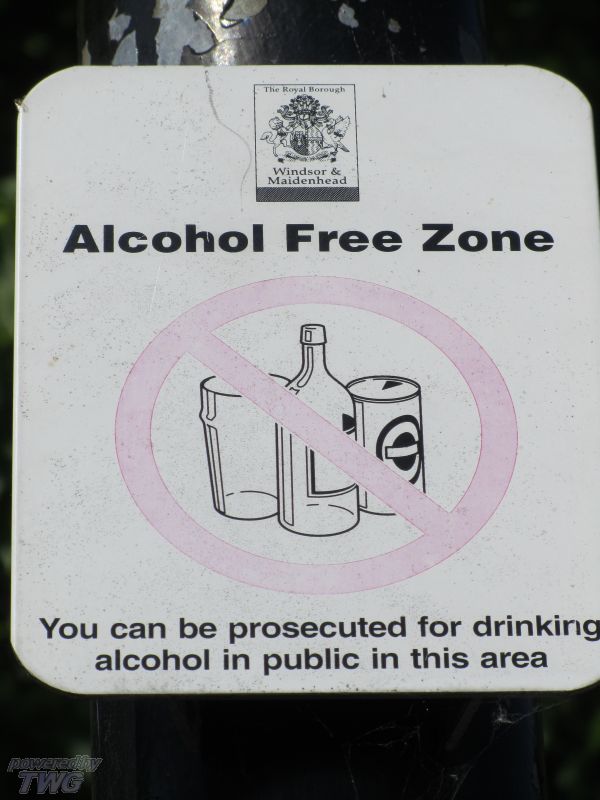 The Royal Borough
Windsor &
Maidenhead
Alcohol Free Zone
You can be prosecuted for drinking
alcohol in public in this area
powered by
TWG